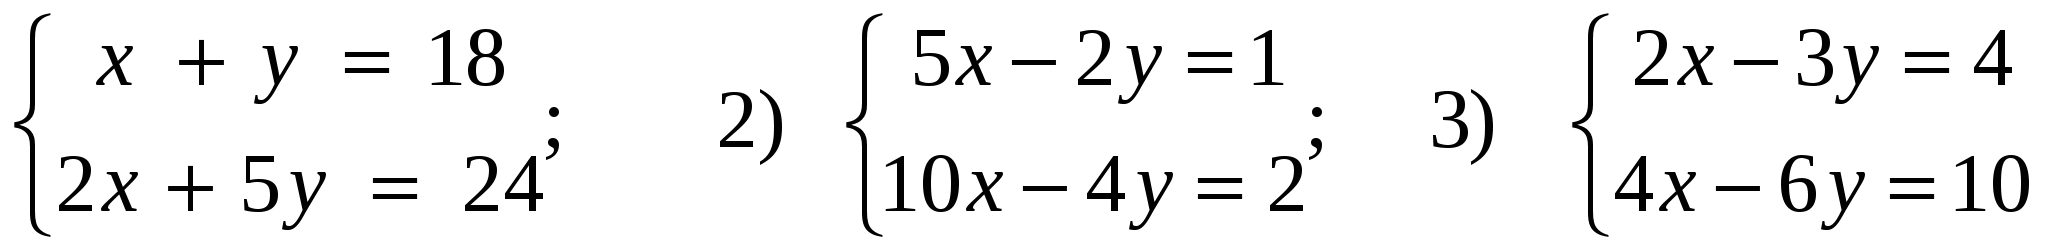 x + y = 18
2x + 5y = 24 ;
2)
5x − 2y = 1
10x − 4y = 2 ;
3)
2x − 3y = 4
4x − 6y = 10